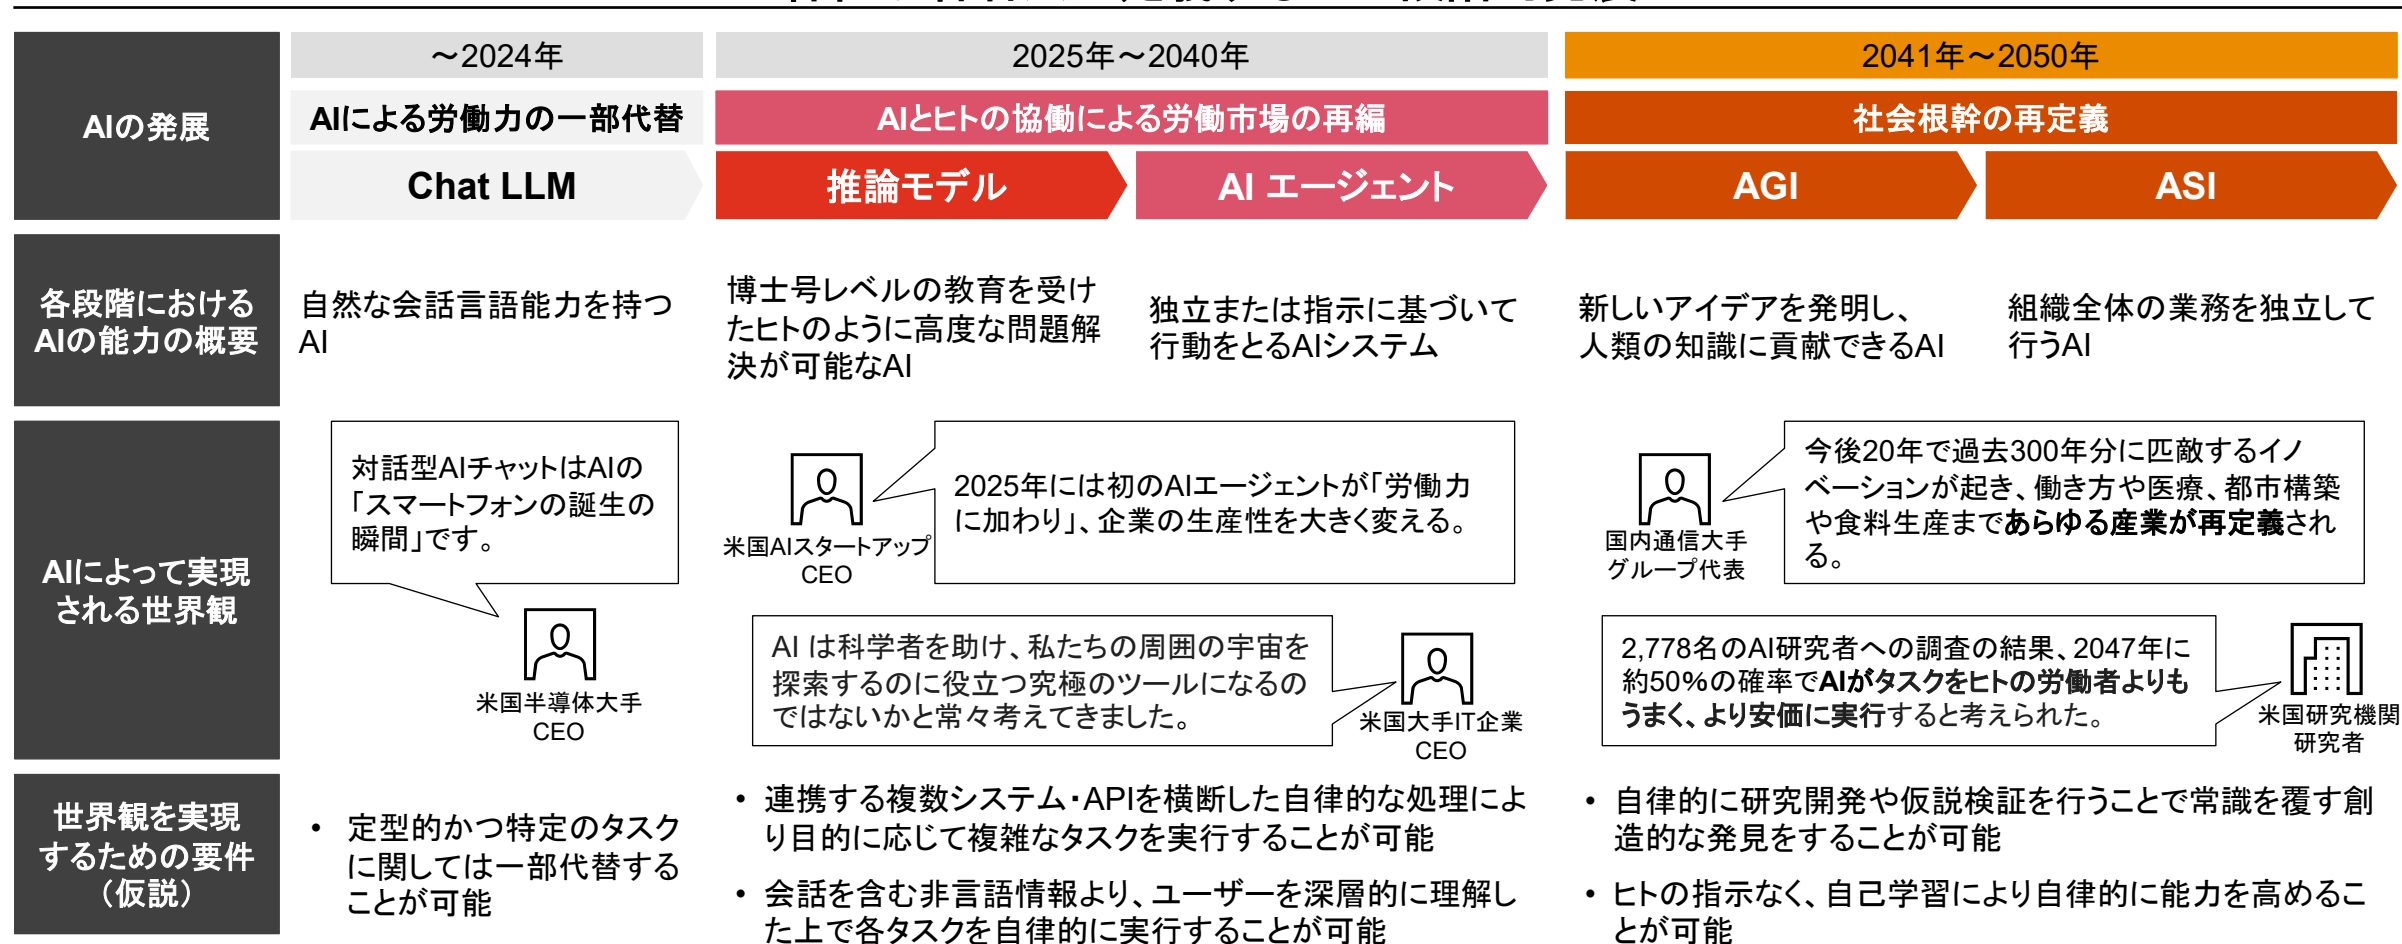 AIの発展
～2024年
2025年～2040年
2041年～2050年
AIによる労働力の一部代替
AIとヒトの協働による労働市場の再編
社会根幹の再定義
Chat LLM
推論モデル
AI エージェント
AGI
ASI
各段階における
AIの能力の概要
自然な会話言語能力を持つ
AI
博士号レベルの教育を受け
たヒトのように高度な問題解
決が可能なAI
独立または指示に基づいて
行動をとるAIシステム
新しいアイデアを発明し、
人類の知識に貢献できるAI
組織全体の業務を独立して
行うAI
AIによって実現
される世界観
対話型AIチャットはAIの
「スマートフォンの誕生の
瞬間」です。
米国半導体大手
CEO
米国AIスタートアップ
CEO
2025年には初のAIエージェントが「労働力
に加わり」、企業の生産性を大きく変える。
AI は科学者を助け、私たちの周囲の宇宙を
探索するのに役立つ究極のツールになるの
ではないかと常々考えてきました。
米国大手IT企業
CEO
国内通信大手
グループ代表
今後20年で過去300年分に匹敵するイノ
ベーションが起き、働き方や医療、都市構築
や食料生産まであらゆる産業が再定義され
る。
2,778名のAI研究者への調査の結果、2047年に
約50%の確率でAIがタスクをヒトの労働者よりも
うまく、より安価に実行すると考えられた。
米国研究機関
研究者
世界観を実現
するための要件
（仮説）
• 定型的かつ特定のタスク
に関しては一部代替する
ことが可能
• 連携する複数システム・APIを横断した自律的な処理によ
り目的に応じて複雑なタスクを実行することが可能
• 会話を含む非言語情報より、ユーザーを深層的に理解し
た上で各タスクを自律的に実行することが可能
• 自律的に研究開発や仮説検証を行うことで常識を覆す創
造的な発見をすることが可能
• ヒトの指示なく、自己学習により自律的に能力を高めるこ
とが可能